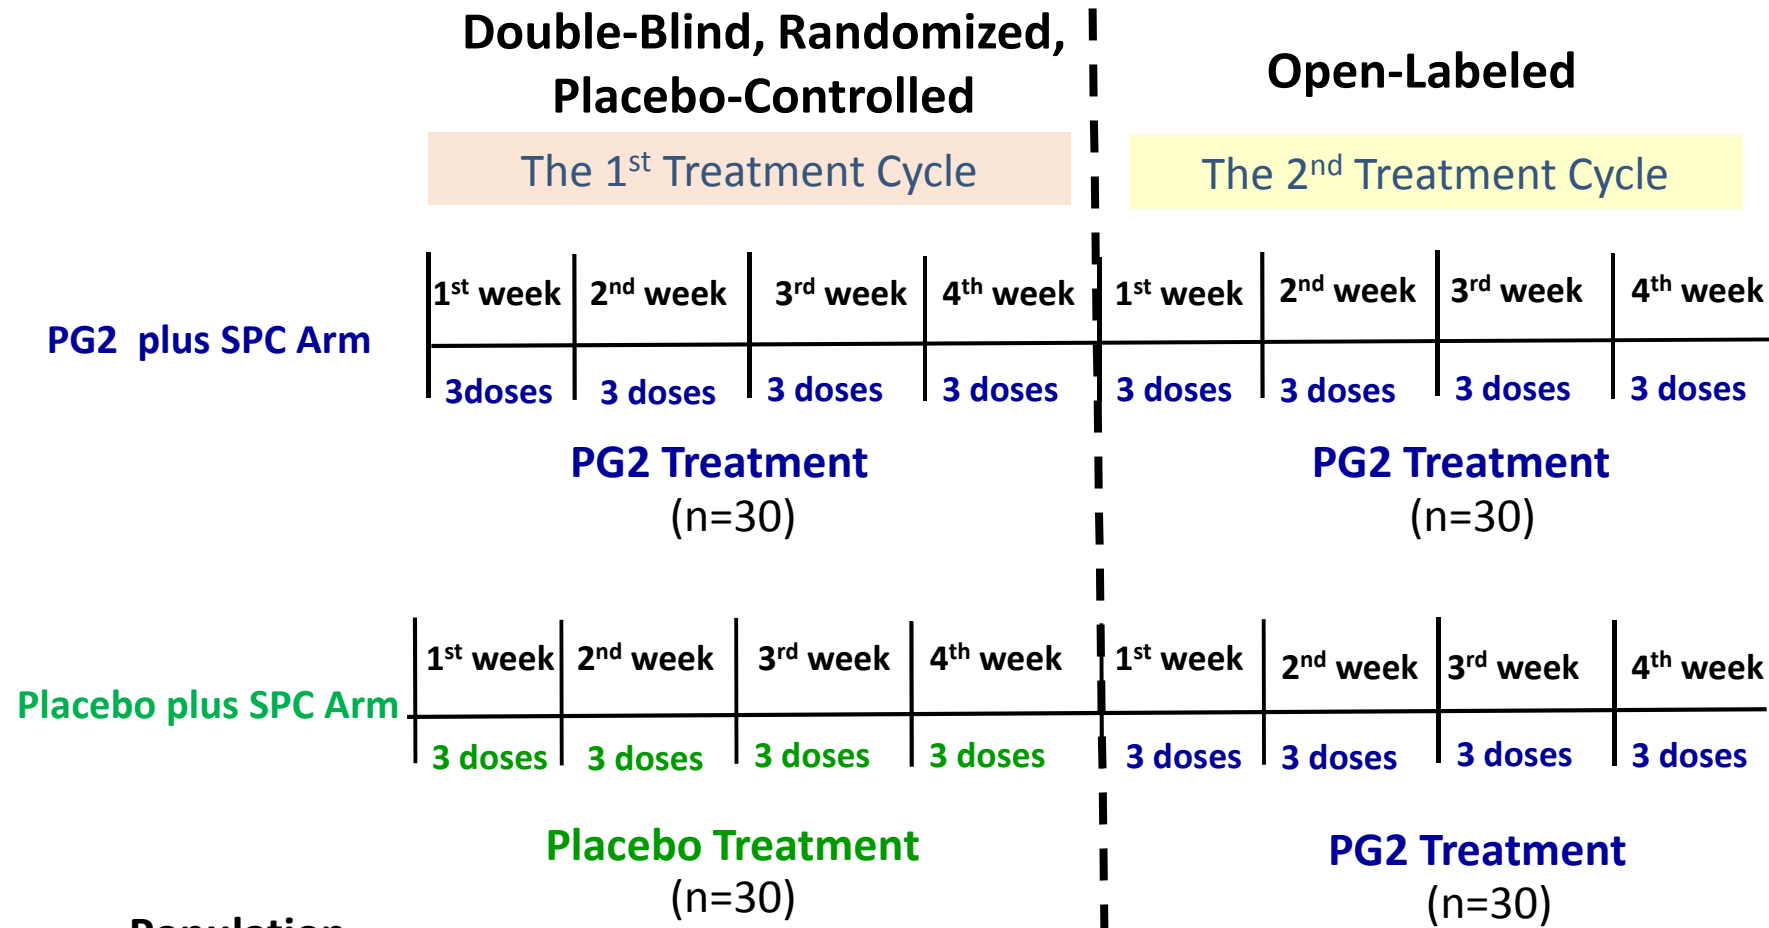 Double-Blind, Randomized,
Placebo-Controlled
Open-Labeled
The 1st Treatment Cycle
The 2nd Treatment Cycle
1st week 2nd week 3rd week 4th week 1st week 2nd week 3rd week 4th week
PG2 plus SPC Arm
3doses 3 doses 3 doses 3 doses 3 doses 3 doses 3 doses 3 doses
PG2 Treatment
(n=30)
PG2 Treatment
(n=30)
1st week 2nd week 3rd week 4th week 1st week 2nd week 3rd week 4th week
Placebo plus SPC Arm
3 doses 3 doses 3 doses 3 doses 3 doses 3 doses 3 doses 3 doses
Placebo Treatment
(n=30)
PG2 Treatment
(n=30)
Population